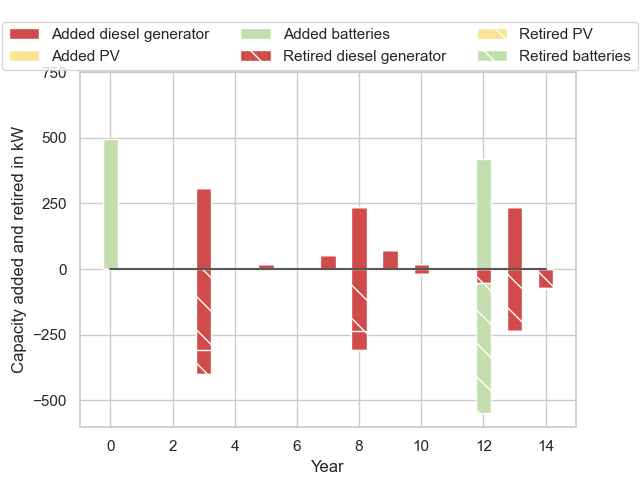 Added diesel generator Added batteries Retired PV
Added PV Retired diesel generator Retired batteries
750
500
250
0
−250
−500
Capacity added and retired in kW
0 2 4 6 8 10 12 14
Year